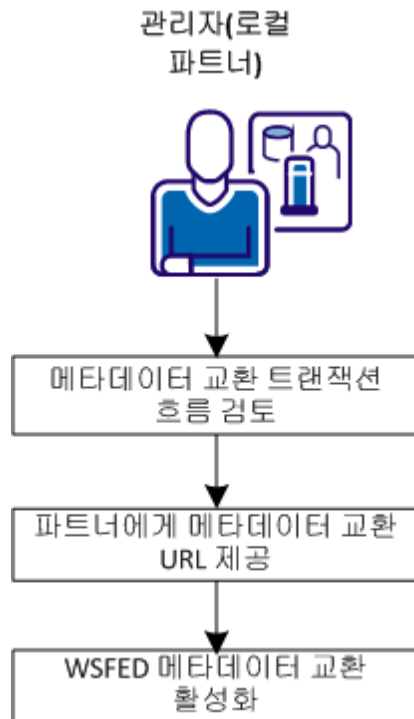 관리자(로컬
파트너)
메타데이터 교환 트랜잭션
흐름 검토
파트너에게 메타데이터 교환
URL 제공
WSFED 메타데이터 교환
활성화